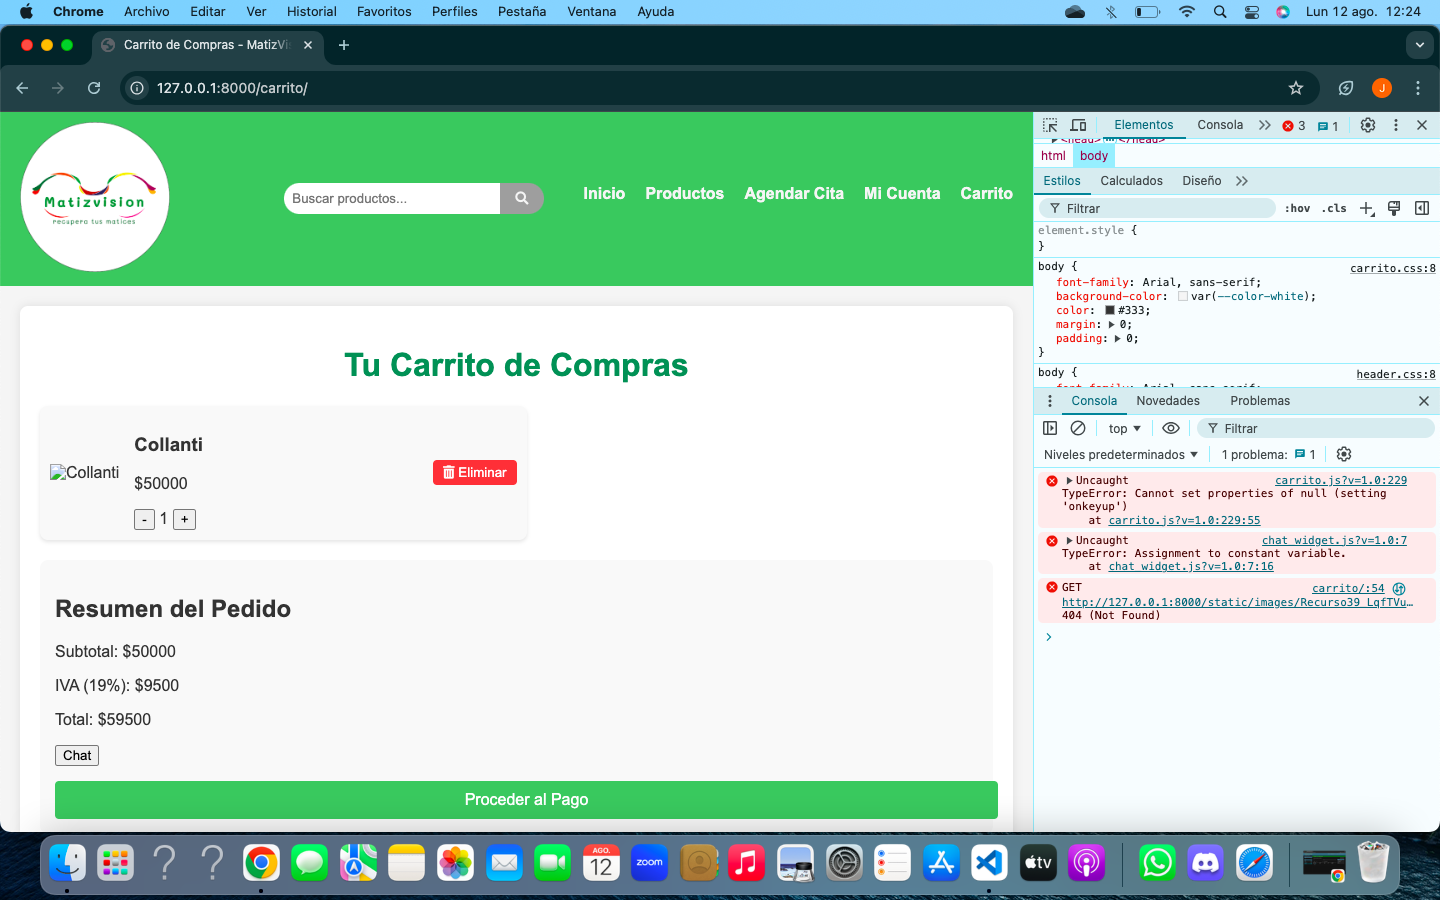 Chrome Archivo Editar Ver Historial Favoritos Perfiles Pestaña Ventana Ayuda Lun 12 ago. 12:24
Carrito de Compras - MatizVi
127.0.0.1:8000/carrito/ J
Matizvision
recupera tus matices
Buscar productos...
Inicio Productos Agendar Cita Mi Cuenta Carrito
Tu Carrito de Compras
Collanti
Collanti
$50000
- 1 +
Eliminar
Resumen del Pedido
Subtotal: $50000
IVA (19%): $9500
Total: $59500
Chat
Proceder al Pago
Elementos Consola 3 1
<head> … </head>
html body
Estilos Calculados Diseño
Filtrar :hov .cls
element.style {
}
body { carrito.css:8
font-family: Arial, sans-serif;
background-color: var(--color-white);
color: #333;
margin: 0;
padding: 0;
}
body { header.css:8
font-family: Arial, sans-serif;
Consola Novedades Problemas
top Filtrar
Niveles predeterminados 1 problema: 1
Uncaught carrito.js?v=1.0:229
TypeError: Cannot set properties of null (setting
'onkeyup')
at carrito.js?v=1.0:229:55
Uncaught chat_widget.js?v=1.0:7
TypeError: Assignment to constant variable.
at chat_widget.js?v=1.0:7:16
GET carrito/:54
http://127.0.0.1:8000/static/images/Recurso39_LqfTVu…
404 (Not Found)
AGO.
12
zoom
tv